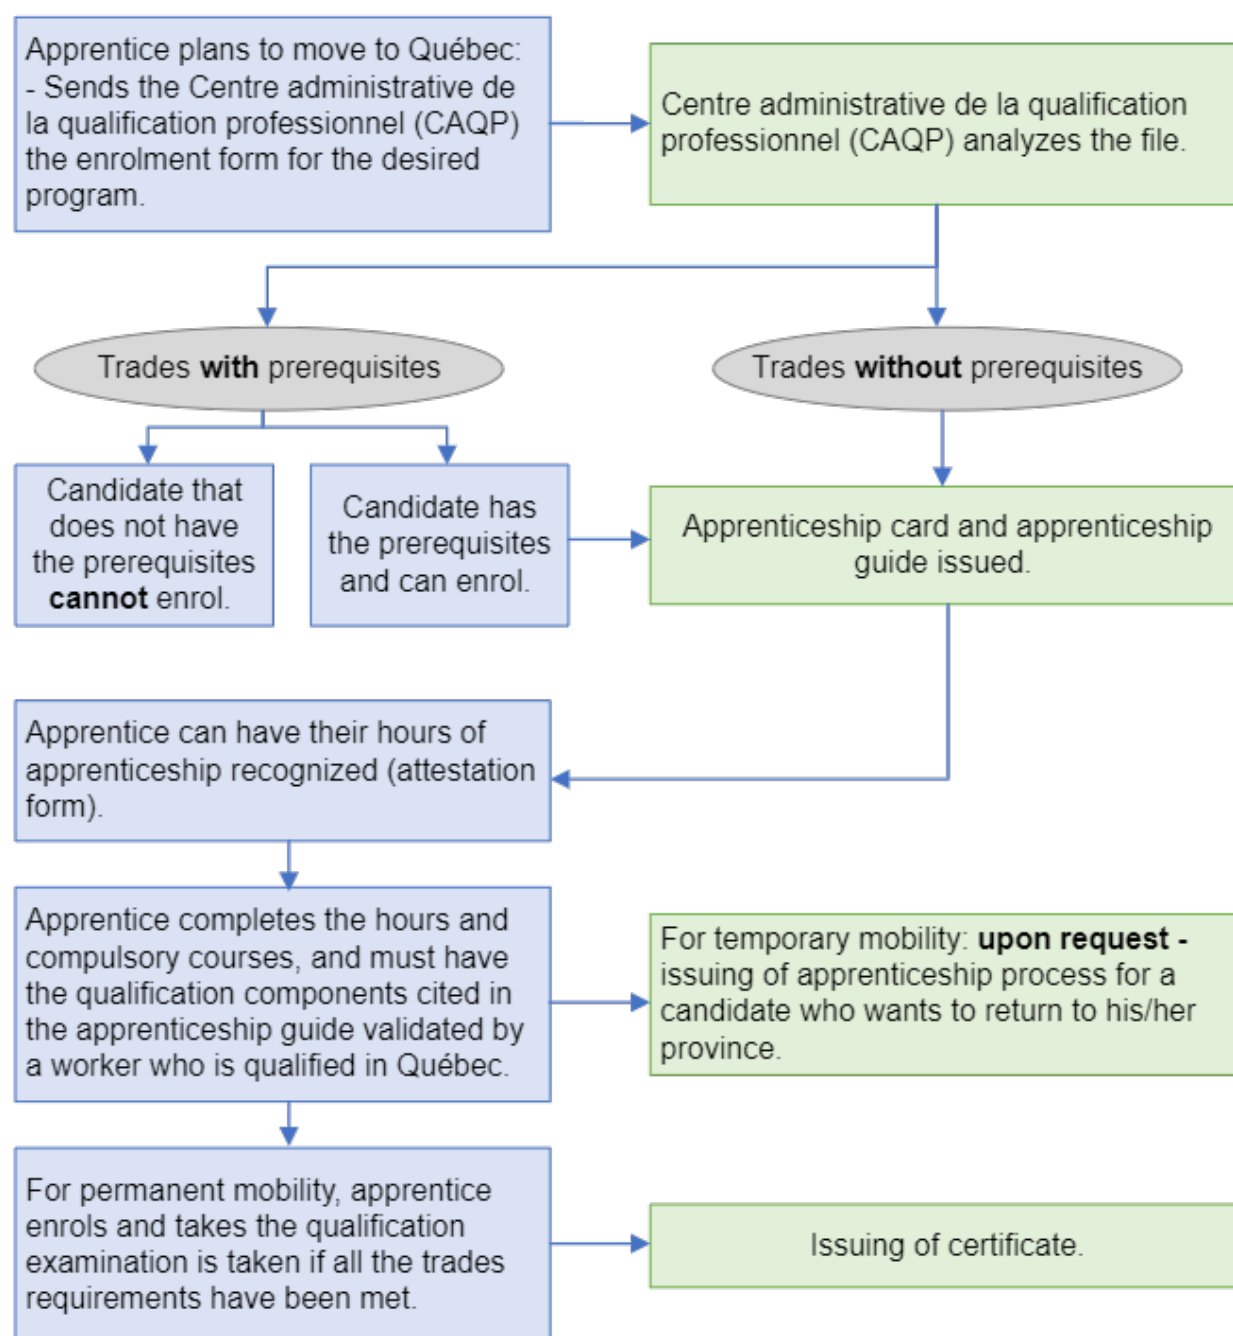 Apprentice plans to move to Québec:
- Sends the Centre administrative de
la qualification professionnel (CAQP)
the enrolment form for the desired
program.
Centre administrative de la qualification
professionnel (CAQP) analyzes the file.
Trades with prerequisites
Trades without prerequisites
Candidate that
does not have
the prerequisites
cannot enrol.
Candidate has
the prerequisites
and can enrol.
Apprenticeship card and apprenticeship
guide issued.
Apprentice can have their hours of
apprenticeship recognized (attestation
form).
Apprentice completes the hours and
compulsory courses, and must have
the qualification components cited in
the apprenticeship guide validated by
a worker who is qualified in Québec.
For temporary mobility: upon request -
issuing of apprenticeship process for a
candidate who wants to return to his/her
province.
For permanent mobility, apprentice
enrols and takes the qualification
examination is taken if all the trades
requirements have been met.
Issuing of certificate.